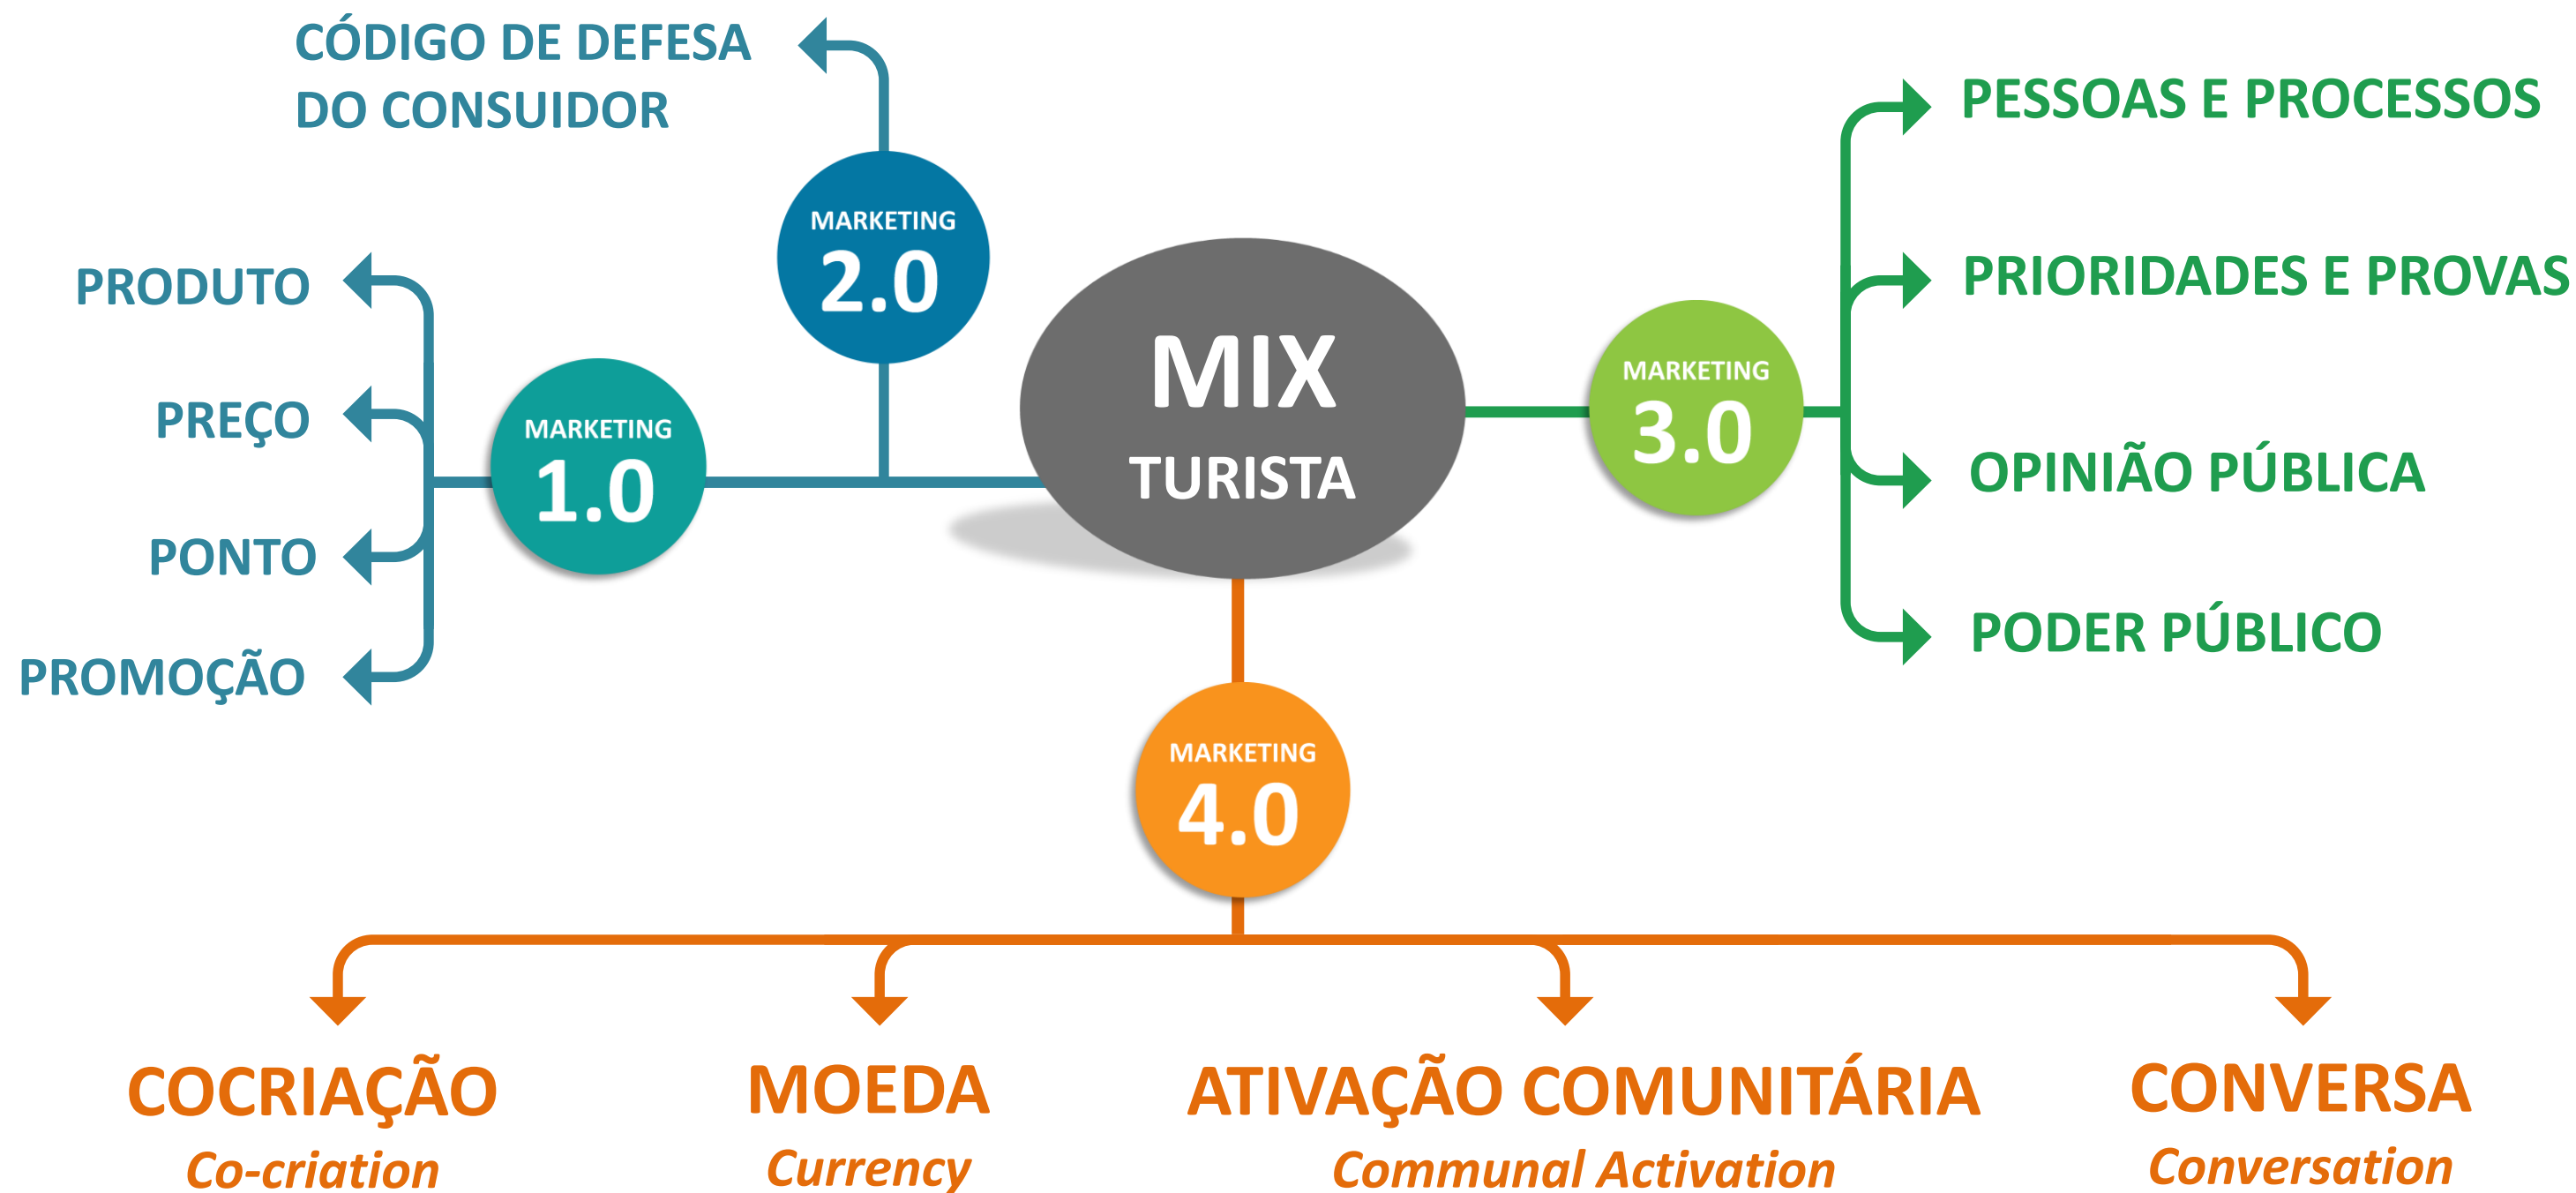 CÓDIGO DE DEFESA
DO CONSUIDOR
MARKETING
2.0
PRODUTO
PREÇO
PONTO
PROMOÇÃO
MARKETING
1.0
MIX
TURISTA
MARKETING
3.0
PESSOAS E PROCESSOS
PRIORIDADES E PROVAS
OPINIÃO PÚBLICA
PODER PÚBLICO
MARKETING
4.0
COCRIAÇÃO
Co-criation
MOEDA
Currency
ATIVAÇÃO COMUNITÁRIA
Communal Activation
CONVERSA
Conversation